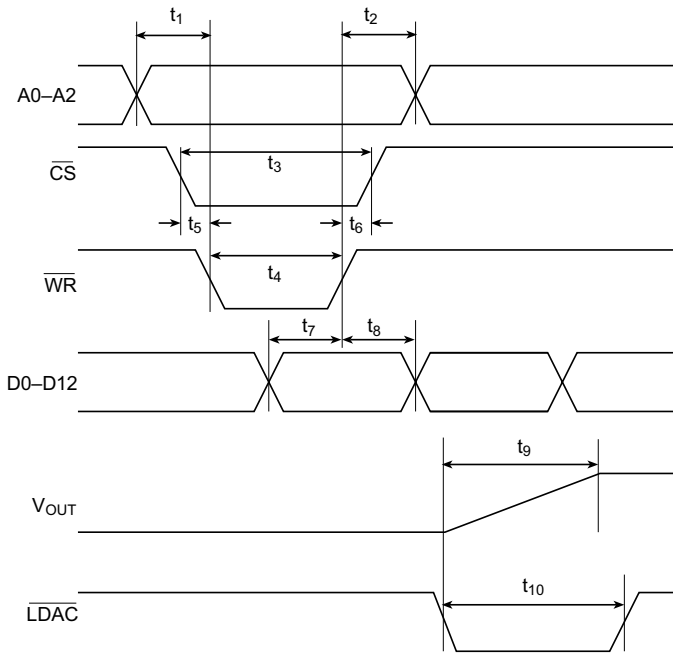 t1 t2
A0–A2
CS
t3
t5 t6
WR
t4
t7 t8
D0–D12
t9
VOUT
t10
LDAC